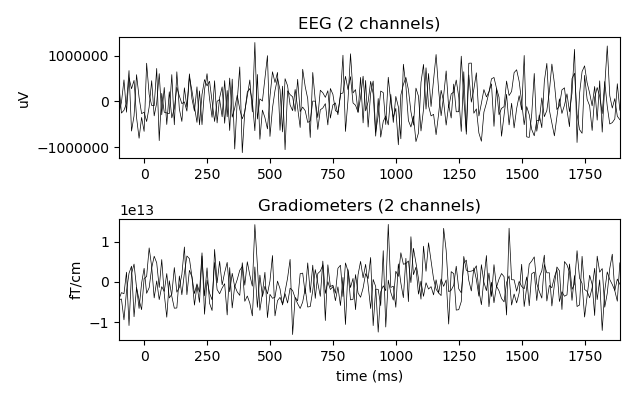 EEG (2 channels)
1000000
0
−1000000
uV
0 250 500 750 1000 1250 1500 1750
1e13
Gradiometers (2 channels)
1
0
−1
fT/cm
0 250 500 750 1000 1250 1500 1750
time (ms)